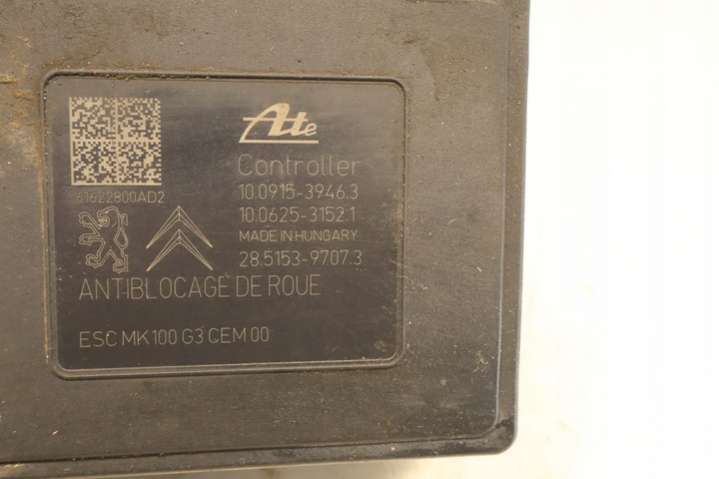 Ate
Controller
61622800AD2
10.0915-3946.3
10.0625-3152.1
MADE IN HUNGARY
28.5153-9707.3
ANTIBLOCAGE DE ROUE
ESC MK100 G3 CEM 00